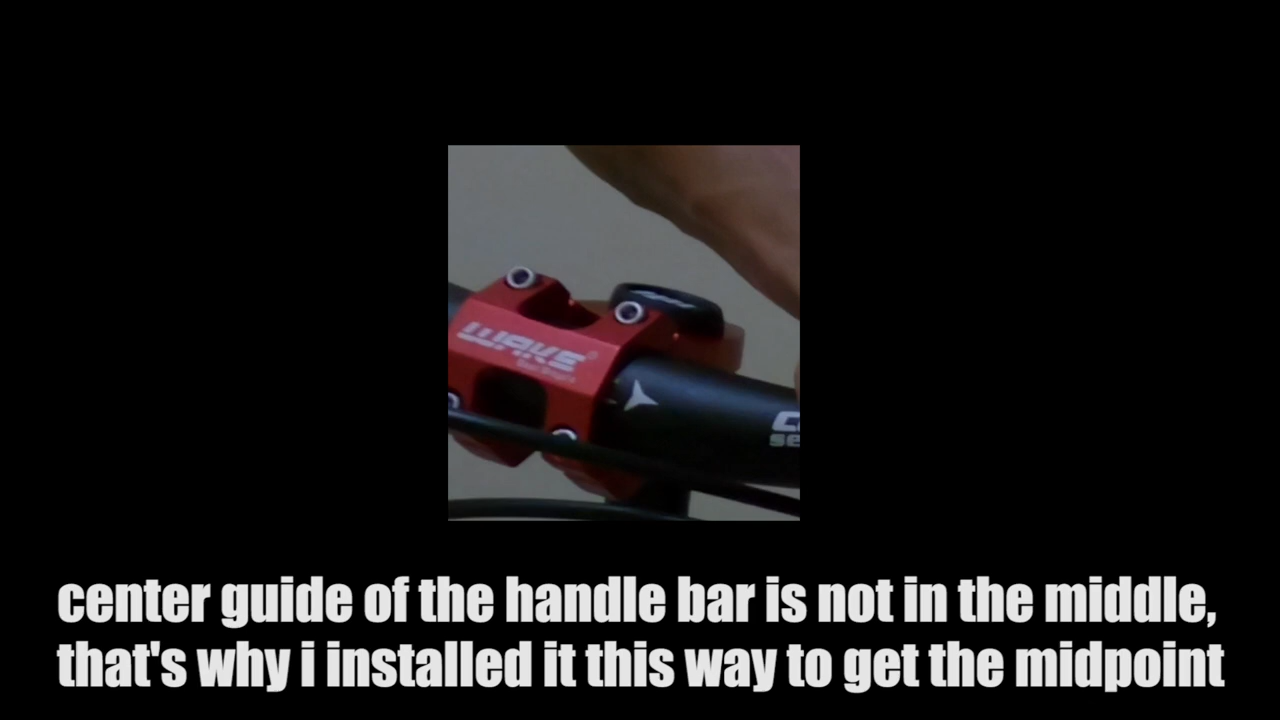 wave
center guide of the handle bar is not in the middle,
that's why i installed it this way to get the midpoint